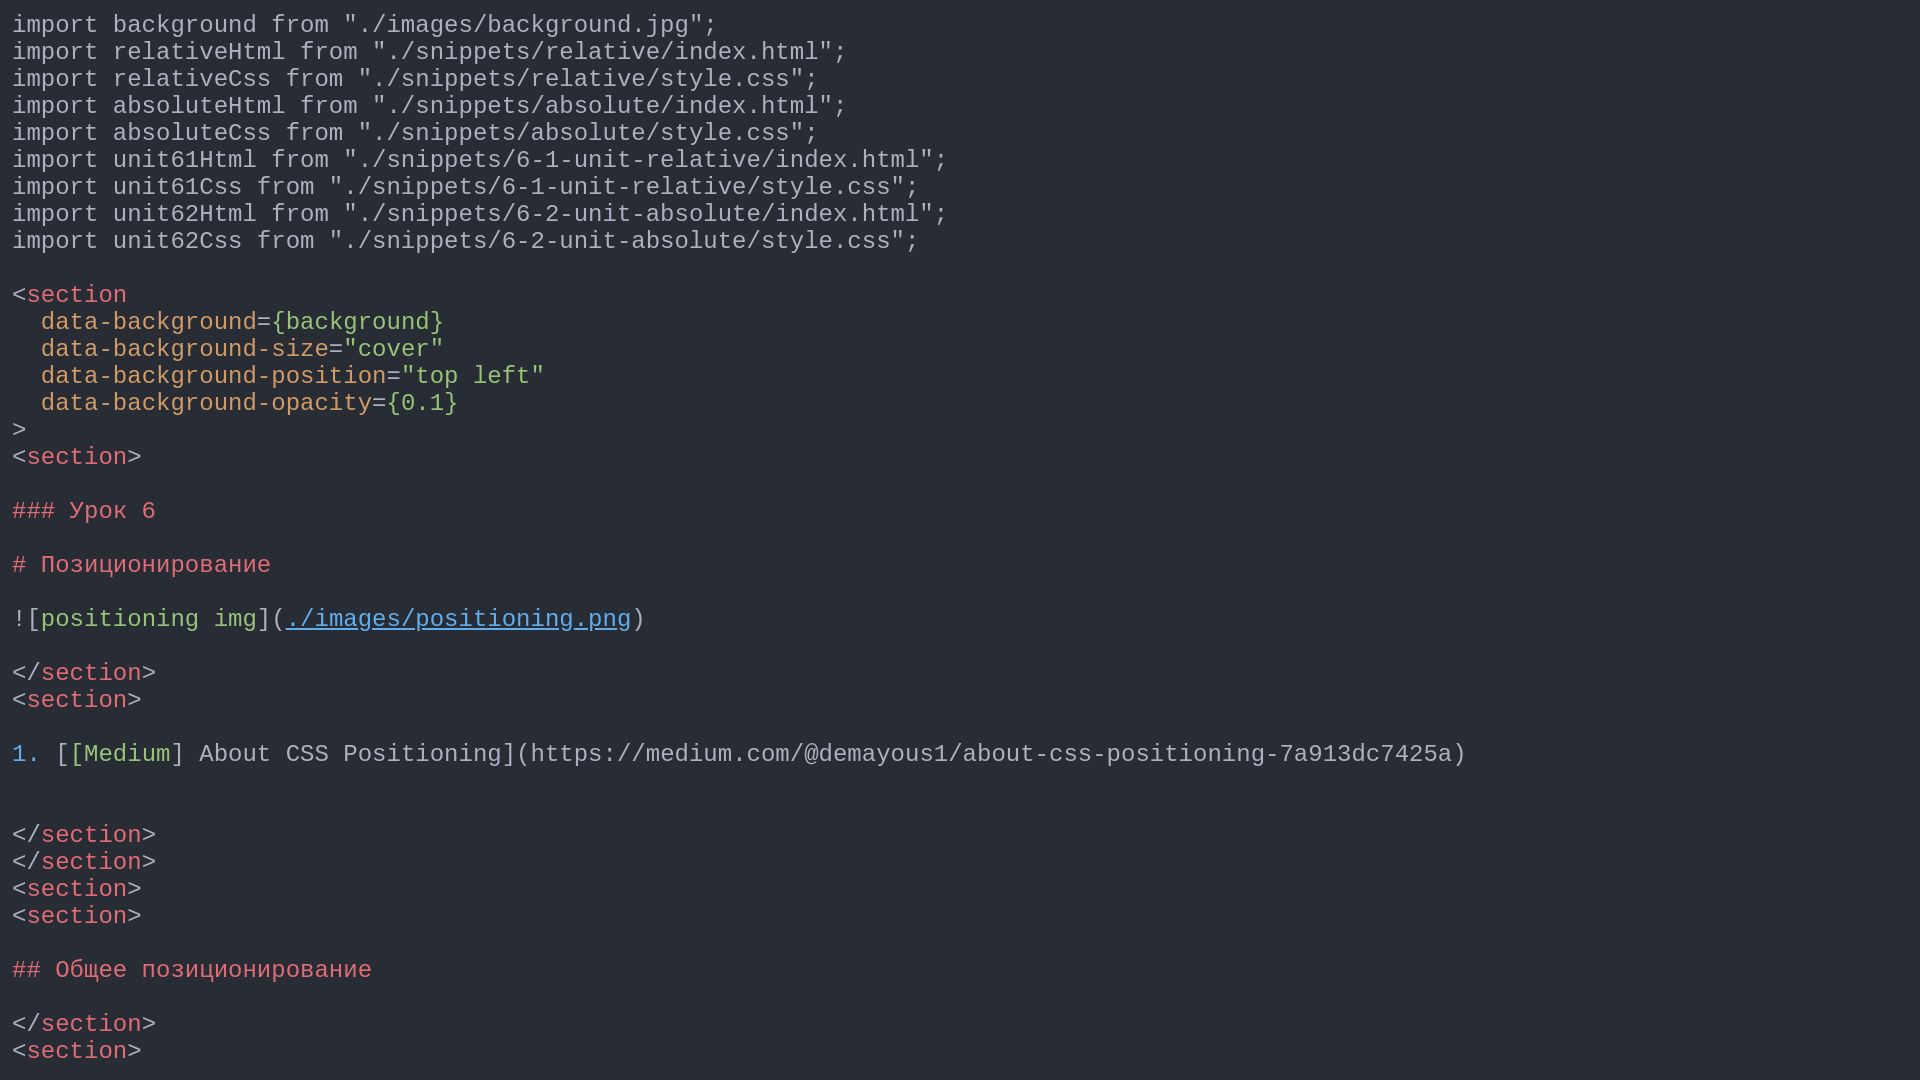 import background from "./images/background.jpg";
import relativeHtml from "./snippets/relative/index.html";
import relativeCss from "./snippets/relative/style.css";
import absoluteHtml from "./snippets/absolute/index.html";
import absoluteCss from "./snippets/absolute/style.css";
import unit61Html from "./snippets/6-1-unit-relative/index.html";
import unit61Css from "./snippets/6-1-unit-relative/style.css";
import unit62Html from "./snippets/6-2-unit-absolute/index.html";
import unit62Css from "./snippets/6-2-unit-absolute/style.css";

<section
  data-background={background}
  data-background-size="cover"
  data-background-position="top left"
  data-background-opacity={0.1}
>
<section>

### Урок 6

# Позиционирование

![positioning img](./images/positioning.png)

</section>
<section>

1. [[Medium] About CSS Positioning](https://medium.com/@demayous1/about-css-positioning-7a913dc7425a)


</section>
</section>
<section>
<section>

## Общее позиционирование

</section>
<section>